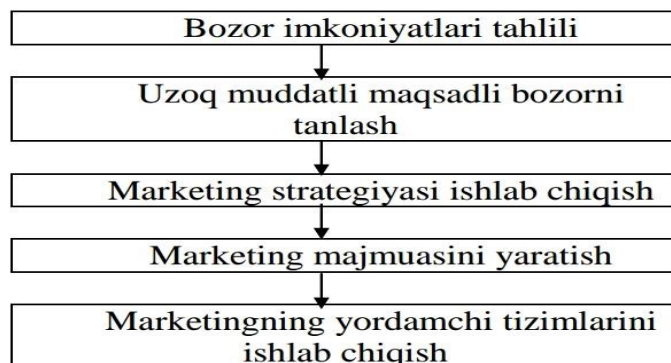 Bozor imkoniyatlari tahlili
Uzoq muddatli maqsadli bozorni
tanlash
Marketing strategiyasi ishlab chiqish
Marketing majmuasini yaratish
Marketingning yordamchi tizimlarini
ishlab chiqish